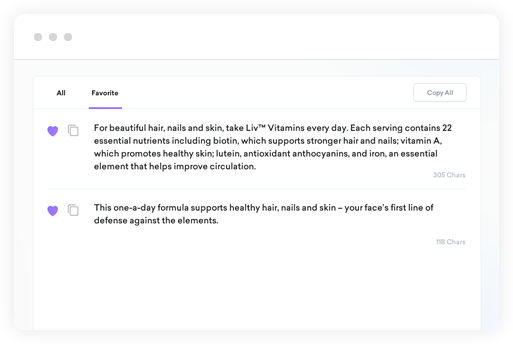 All Favorite Copy All
For beautiful hair, nails and skin, take Liv™ Vitamins every day. Each serving contains 22
essential nutrients including biotin, which supports stronger hair and nails; vitamin A,
which promotes healthy skin; lutein, antioxidant anthocyanins, and iron, an essential
element that helps improve circulation.
305 Chars
This one-a-day formula supports healthy hair, nails and skin – your face's first line of
defense against the elements.
118 Chars